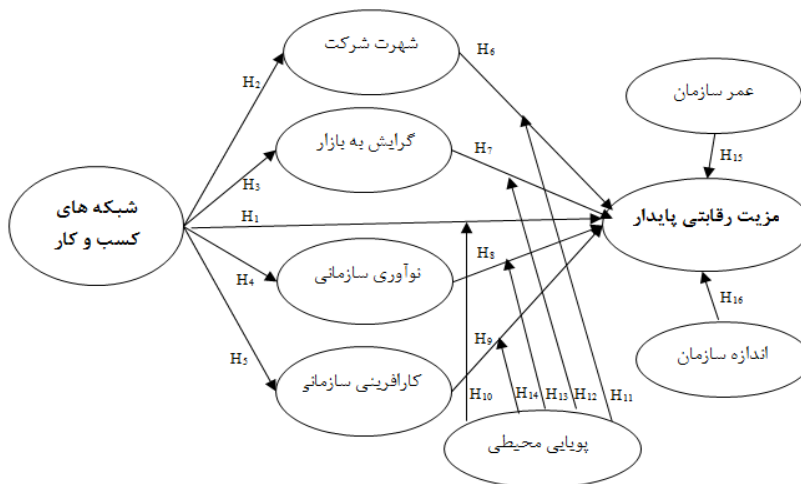 شهرت شرکت
H6
عمر سازمان
H2
گرایش به بازار
H7
H15
H3
شبکه های
کسب و کار
H1
مزیت رقابتی پایدار
H4
نوآوری سازمانی
H8
H16
H5
H9
اندازه سازمان
کارافرینی سازمانی
H10
H14
H13
H12
H11
پویایی محیطی